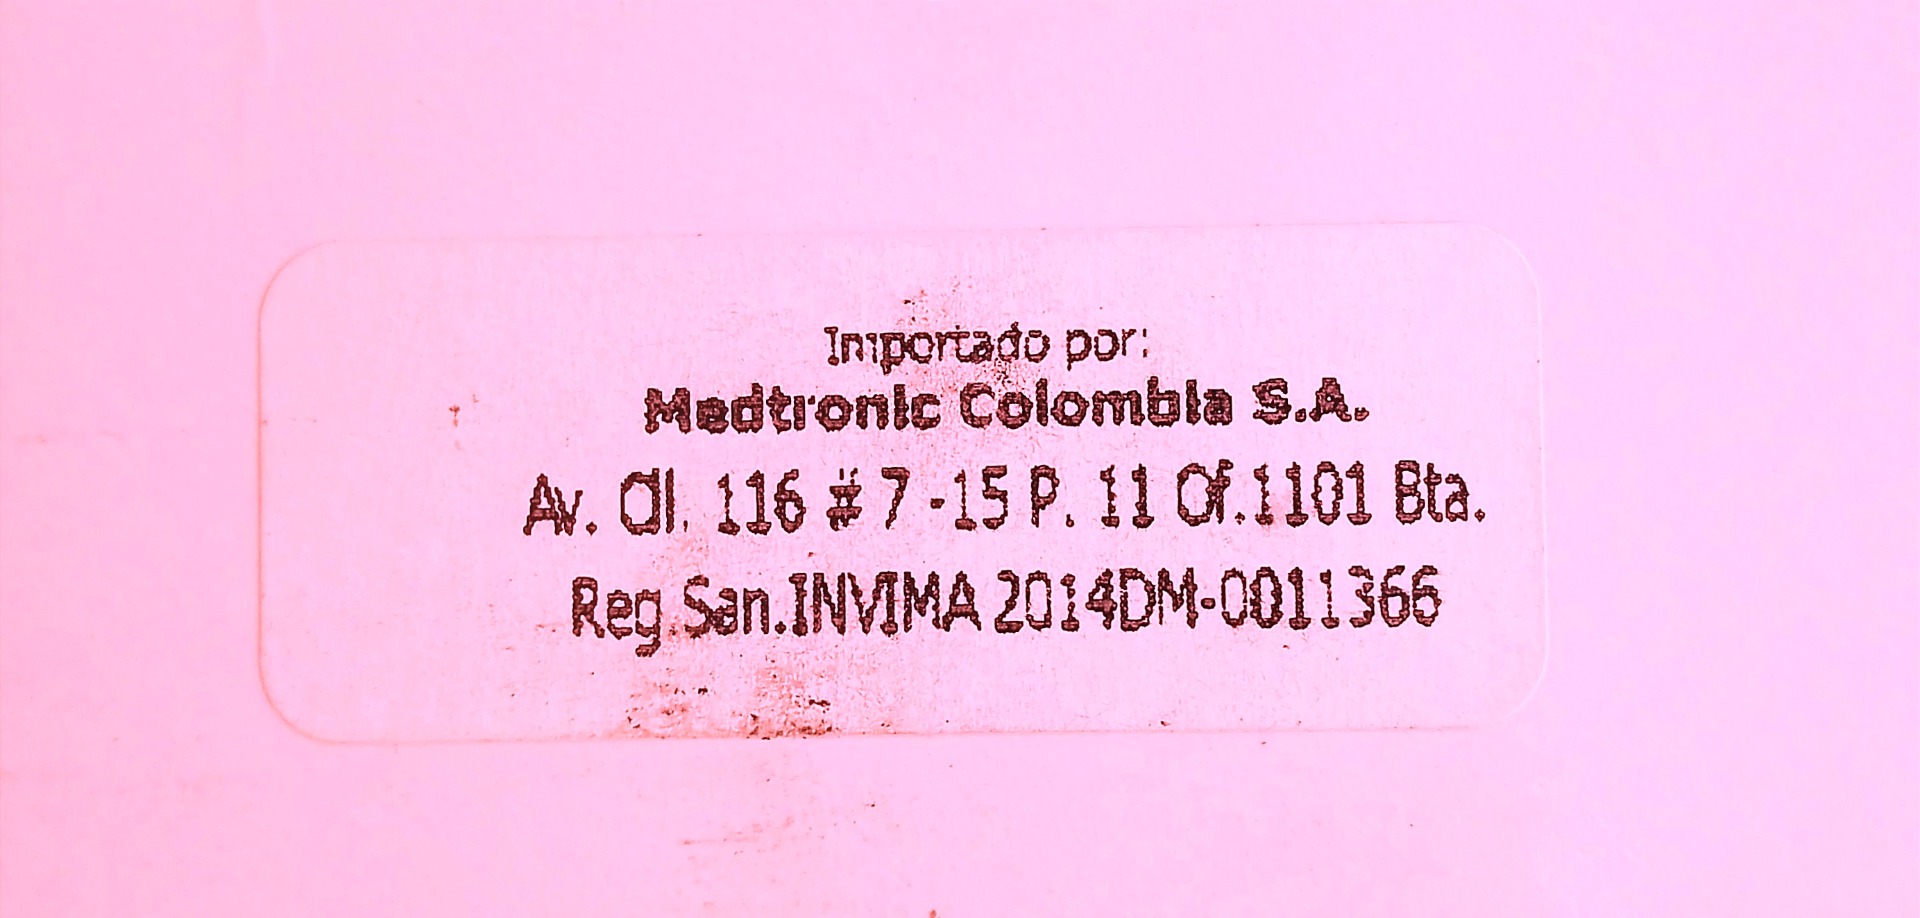 Importado por:
Medtronic Colombia S.A.
Av. Cl. 116 # 7 -15 P. 11 Of.1101 Bta.
Reg San.INVIMA 2014DM-0011366